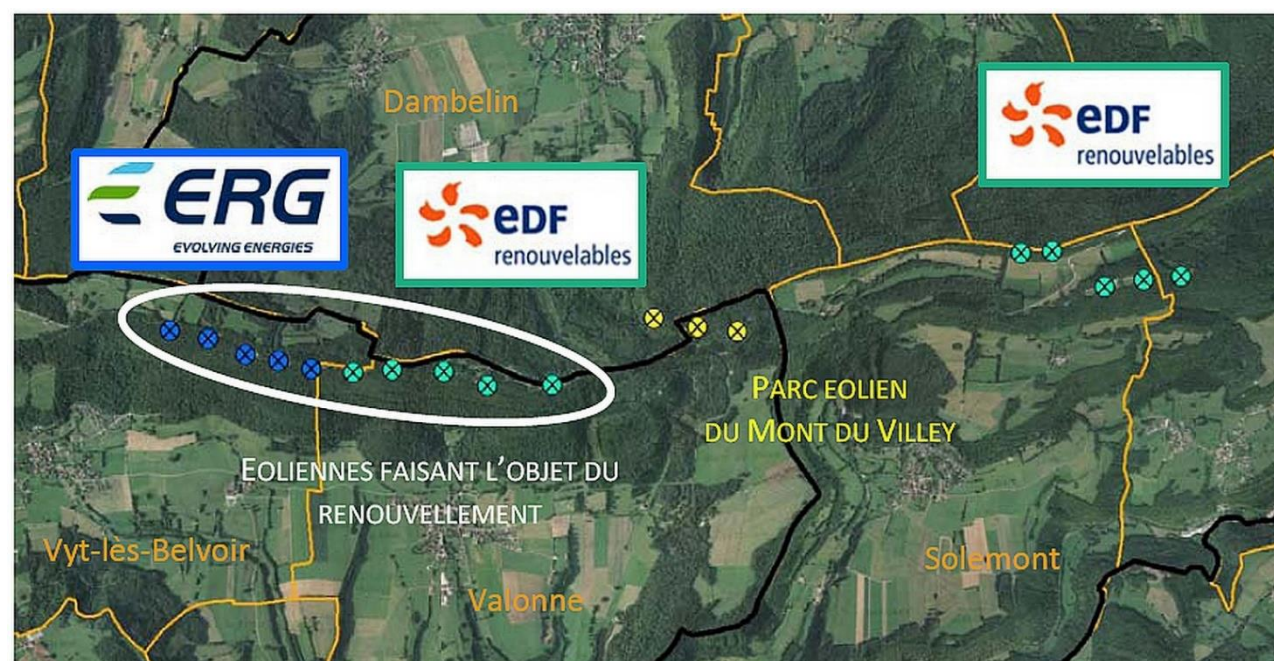 Dambelin
eDF
renouvelables
ERG
EVOLVING ENERGIES
eDF
renouvelables
PARC EOLIEN
DU MONT DU VILLEY
EOLIENNES FAISANT L'OBJET DU
RENOUVELLEMENT
Vyt-lès-Belvoir
Solemont
Valonne